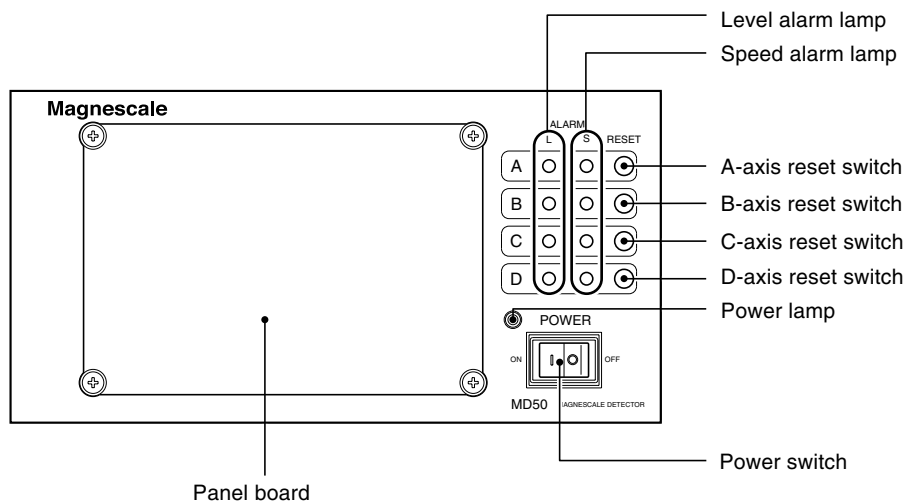 Level alarm lamp
Speed alarm lamp
Magnescale
ALARM
L S RESET
A
A-axis reset switch
B
B-axis reset switch
C
C-axis reset switch
D
D-axis reset switch
Power lamp
POWER
ON
OFF
MD50
DETECTOR
Power switch
Panel board